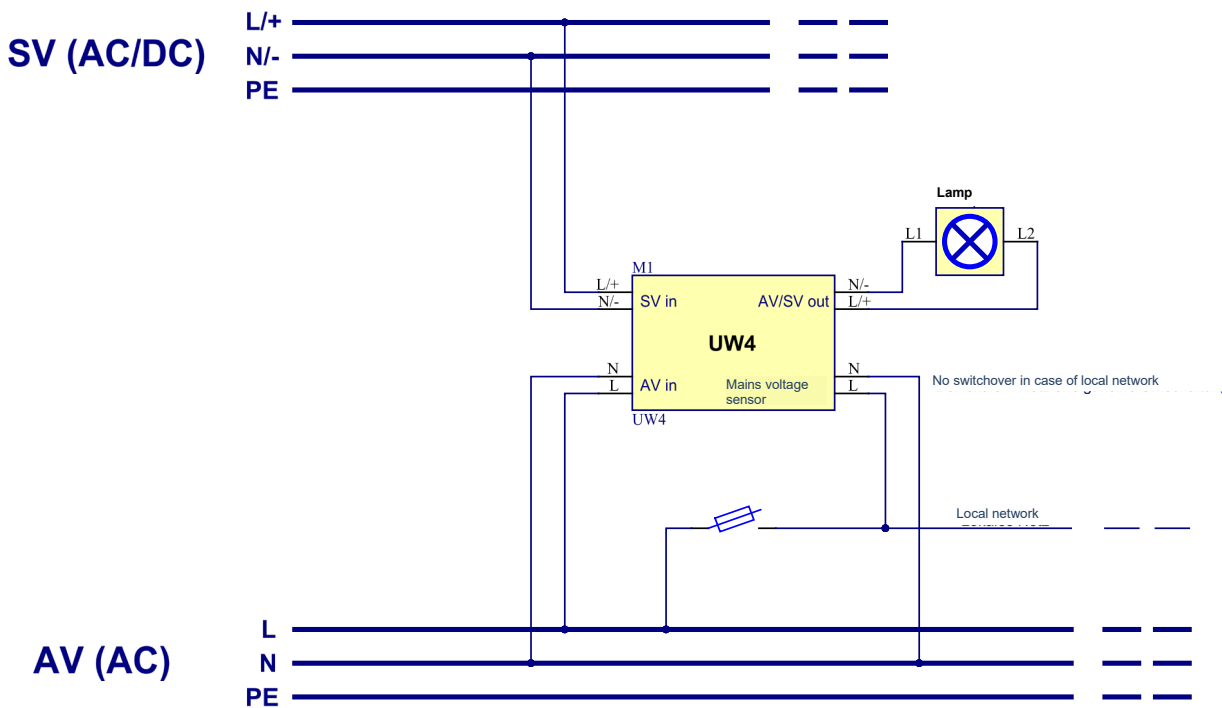 L/+
SV (AC/DC)
N/-
PE
Lamp
L1
L2
M1
L/+
N/-
N/-
L/+
SV in
AV/SV out
UW4
N
L
N
L
AV in
Mains voltage
sensor
No switchover in case of local network
UW4
Local network
L
AV (AC)
N
PE